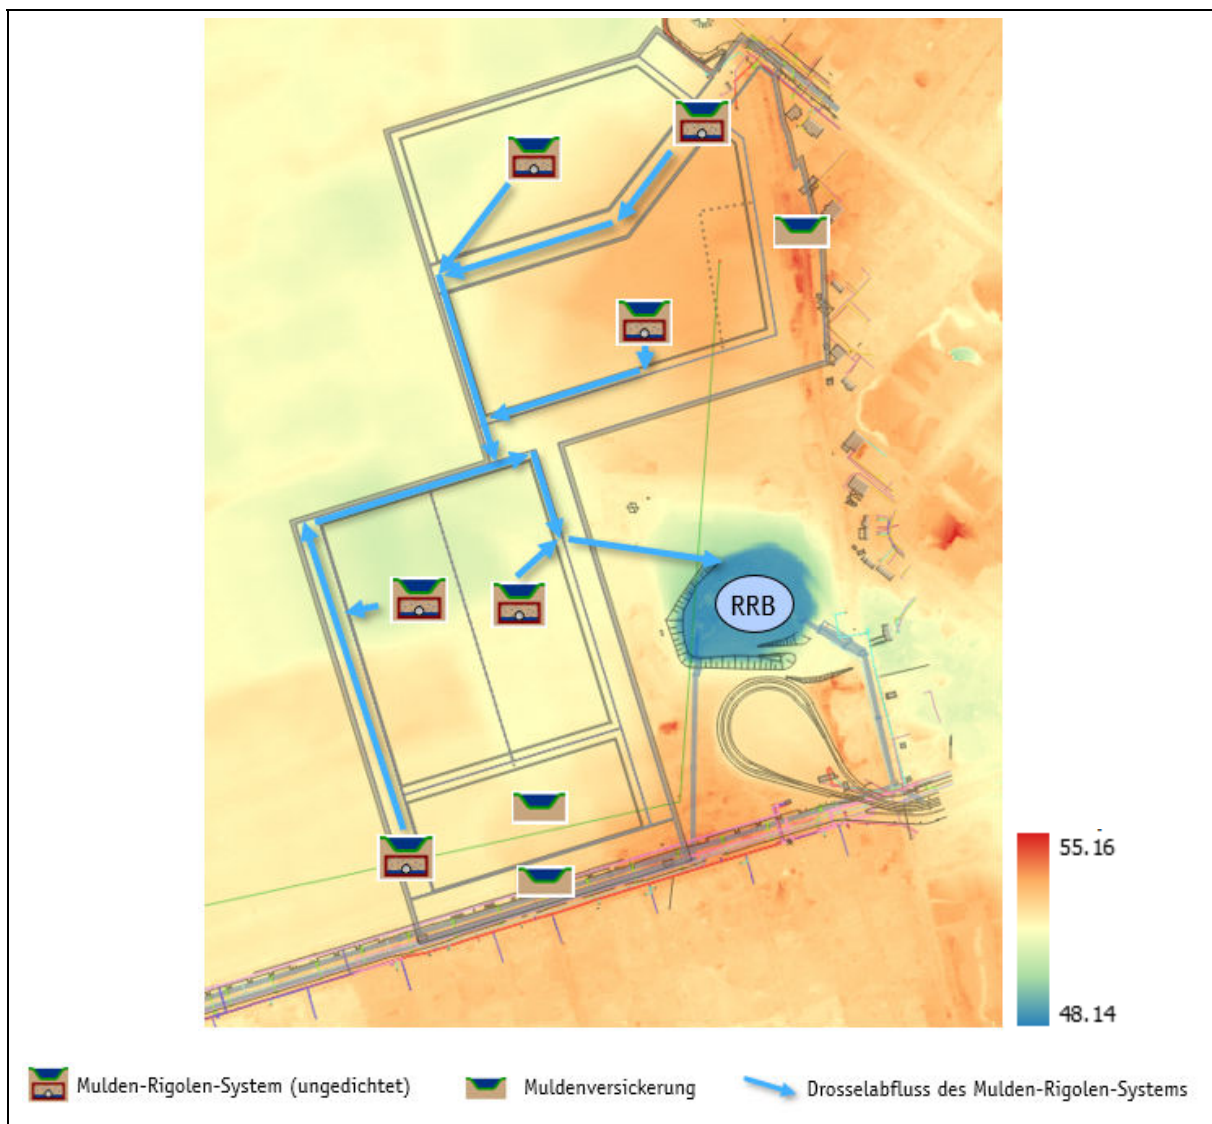 RRB
55.16
48.14
Mulden-Rigolen-System (ungedichtet) Muldenversickerung Drosselabfluss des Mulden-Rigolen-Systems